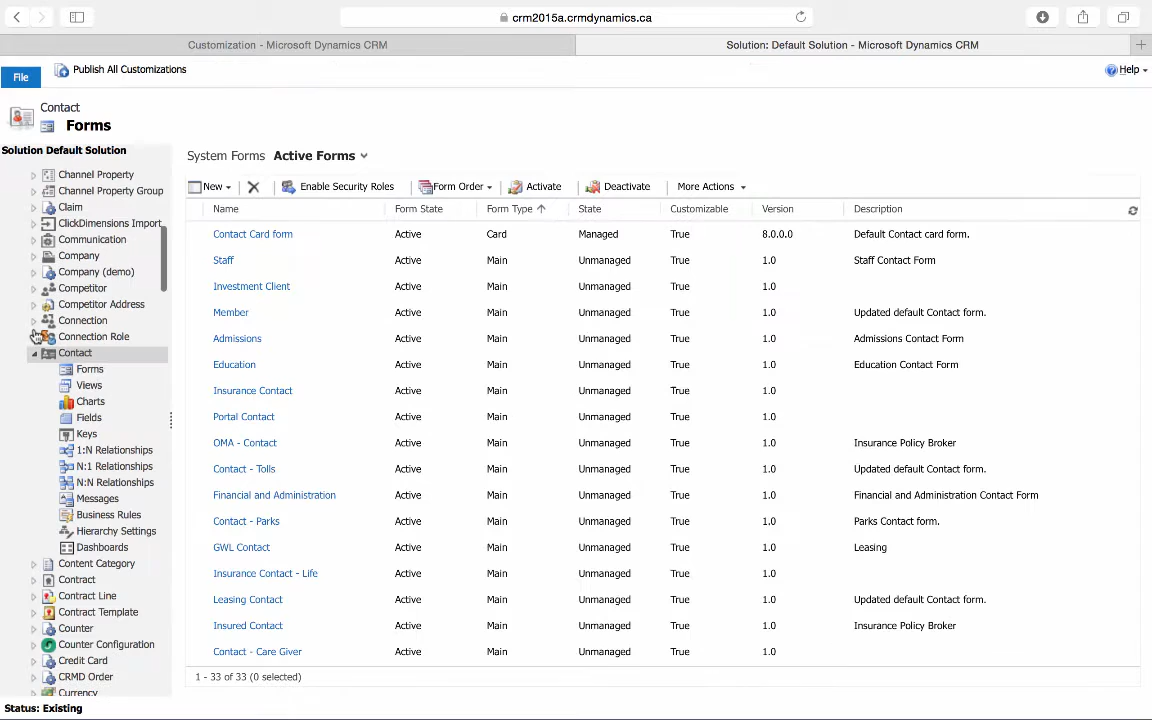 crm2015a.crmdynamics.ca
Customization - Microsoft Dynamics CRM
Solution: Default Solution - Microsoft Dynamics CRM
File
Publish All Customizations
Help
Contact
Forms
Solution Default Solution
Channel Property
Channel Property Group
Claim
ClickDimensions Import
Communication
Company
Company (demo)
Competitor
Competitor Address
Connection
Connection Role
Contact
Forms
Views
Charts
Fields
Keys
1:N Relationships
N:1 Relationships
N:N Relationships
Messages
Business Rules
Hierarchy Settings
Dashboards
Content Category
Contract
Contract Line
Contract Template
Counter
Counter Configuration
Credit Card
CRMD Order
Currency
System Forms Active Forms
New Enable Security Roles Form Order Activate Deactivate More Actions
Name Form State Form Type State Customizable Version Description
Contact Card form Active Card Managed True 8.0.0.0 Default Contact card form.
Staff Active Main Unmanaged True 1.0 Staff Contact Form
Investment Client Active Main Unmanaged True 1.0
Member Active Main Unmanaged True 1.0 Updated default Contact form.
Admissions Active Main Unmanaged True 1.0 Admissions Contact Form
Education Active Main Unmanaged True 1.0 Education Contact Form
Insurance Contact Active Main Unmanaged True 1.0
Portal Contact Active Main Unmanaged True 1.0
OMA - Contact Active Main Unmanaged True 1.0 Insurance Policy Broker
Contact - Tolls Active Main Unmanaged True 1.0 Updated default Contact form.
Financial and Administration Active Main Unmanaged True 1.0 Financial and Administration Contact Form
Contact - Parks Active Main Unmanaged True 1.0 Parks Contact form.
GWL Contact Active Main Unmanaged True 1.0 Leasing
Insurance Contact - Life Active Main Unmanaged True 1.0
Leasing Contact Active Main Unmanaged True 1.0 Updated default Contact form.
Insured Contact Active Main Unmanaged True 1.0 Insurance Policy Broker
Contact - Care Giver Active Main Unmanaged True 1.0
1 - 33 of 33 (0 selected)
Status: Existing